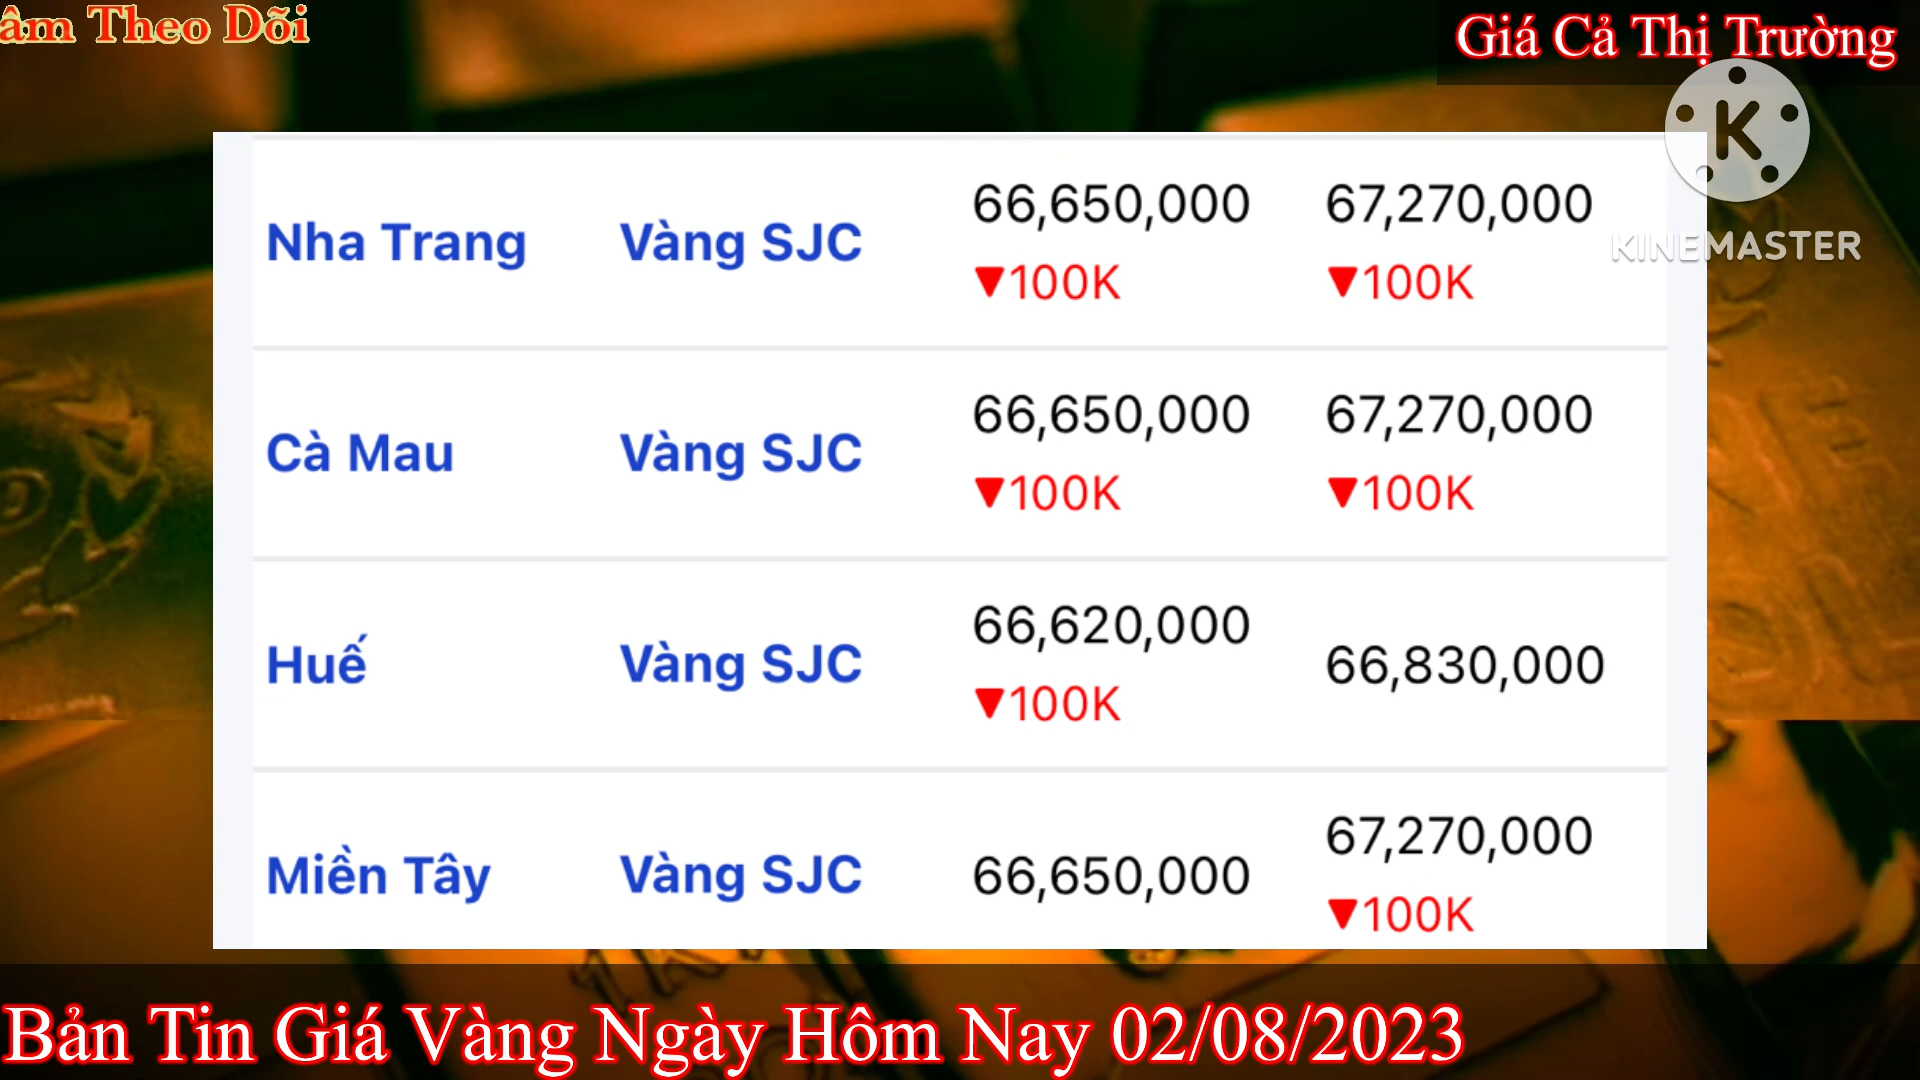 âm Theo Dõi
Giá Cả Thị Trường
K
KINEMASTER
Nha Trang Vàng SJC 66,650,000 67,270,000
▼100K ▼100K
Cà Mau Vàng SJC 66,650,000 67,270,000
▼100K ▼100K
Huế Vàng SJC 66,620,000 66,830,000
▼100K
Miền Tây Vàng SJC 66,650,000 67,270,000
▼100K
Bản Tin Giá Vàng Ngày Hôm Nay 02/08/2023